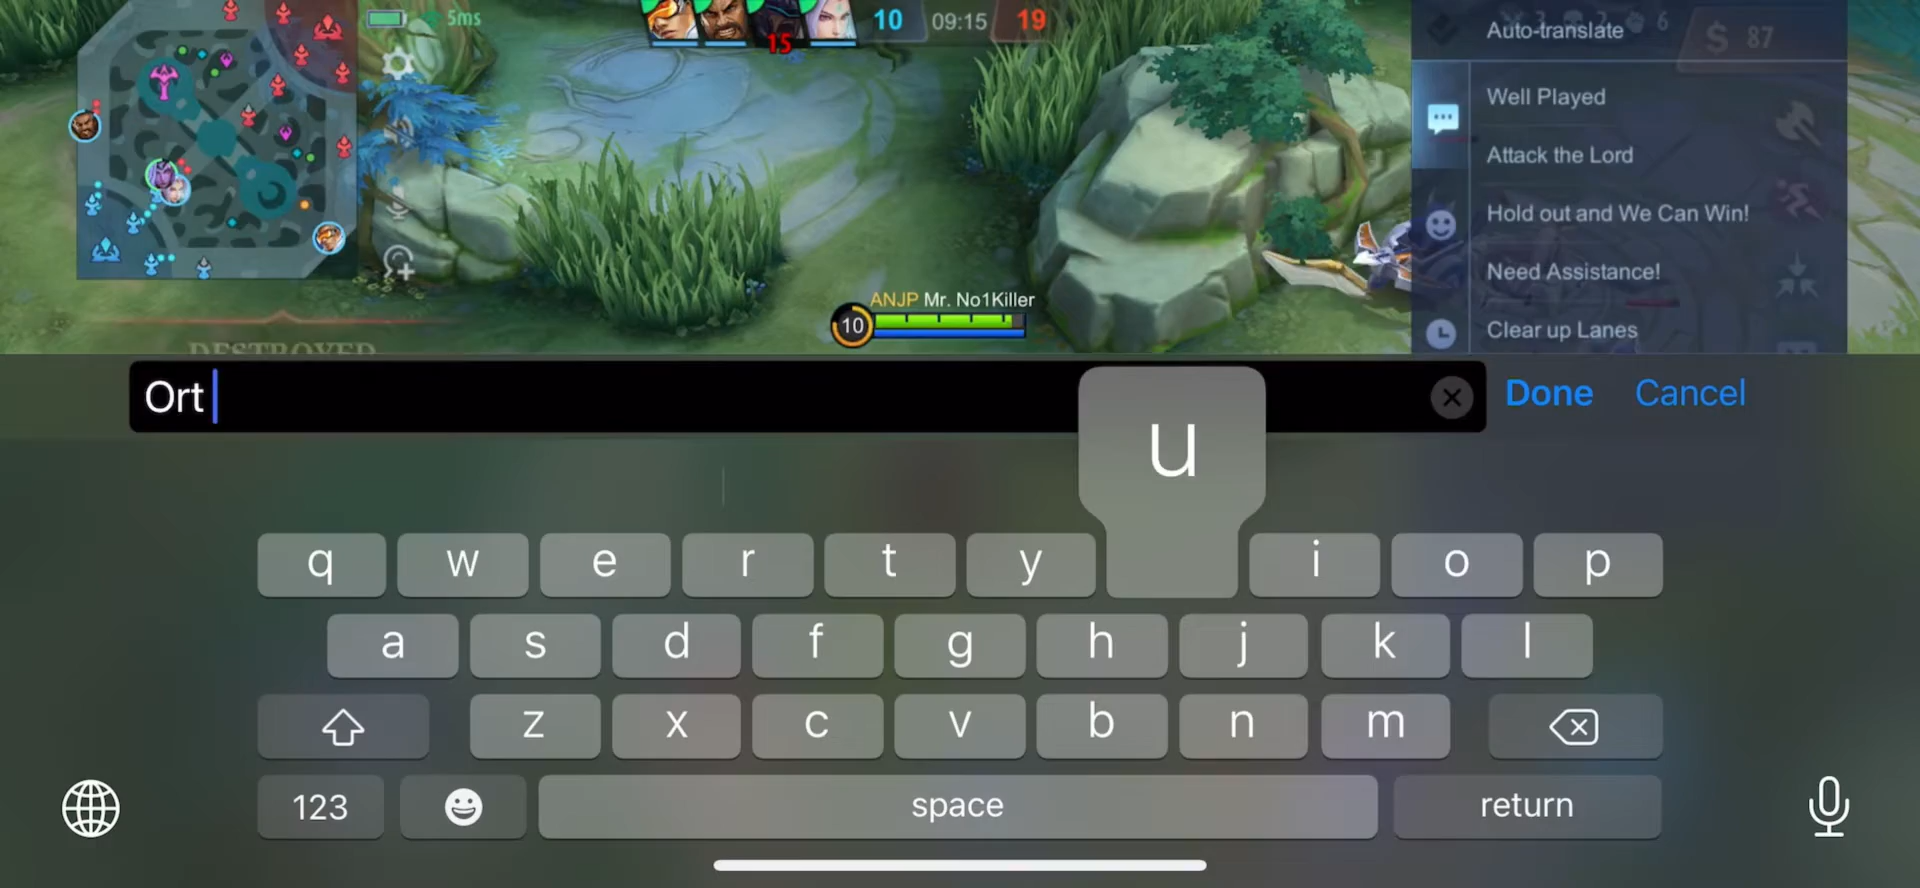 5ms
10 09:15 19
15
Auto-translate
$ 87
Well Played
Attack the Lord
Hold out and We Can Win!
Need Assistance!
Clear up Lanes
10 ANJP Mr. No1Killer
DESTROYED
Ort
Done Cancel
u
q w e r t y i o p
a s d f g h j k l
z x c v b n m
123 space return